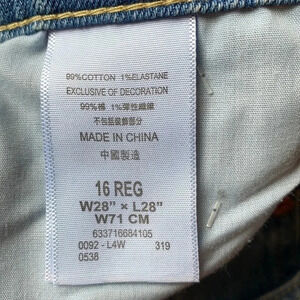 99%COTTON 1%ELASTANE
EXCLUSIVE OF DECORATION
99%棉 1%彈性纖維
不包括裝飾部分
MADE IN CHINA
中國製造
16 REG
W28" × L28"
W71 CM
633716684105
0092 - L4W 319
0538